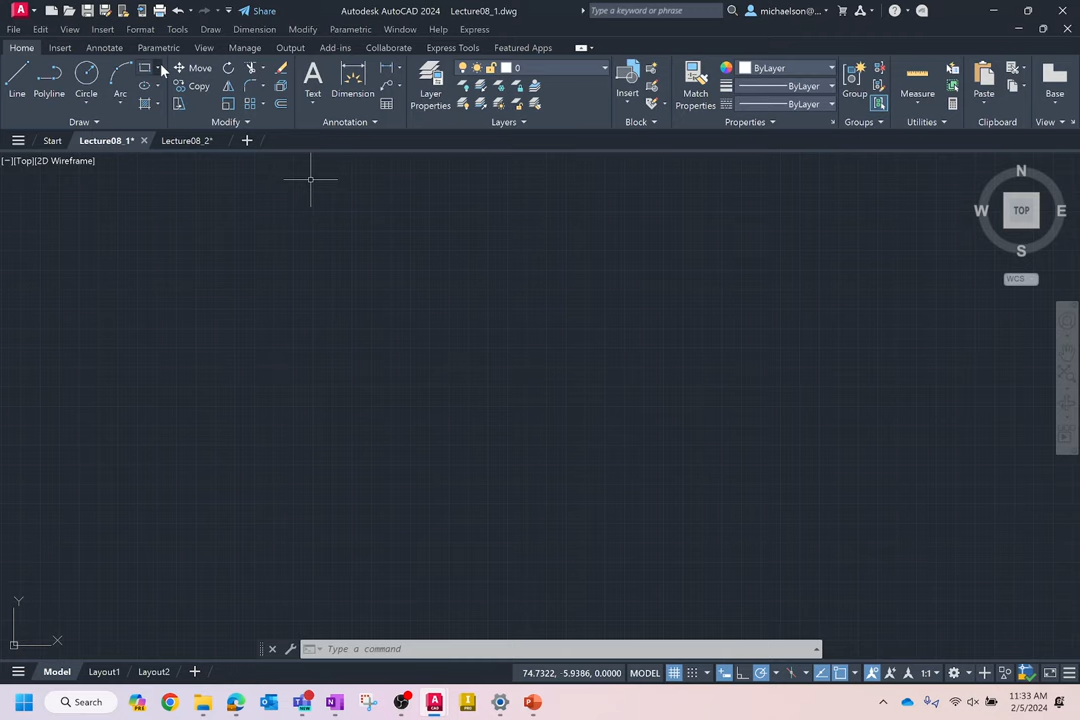 Share
Autodesk AutoCAD 2024 Lecture08_1.dwg
Type a keyword or phrase
michaelson@...
File Edit View Insert Format Tools Draw Dimension Modify Parametric Window Help Express
Home Insert Annotate Parametric View Manage Output Add-ins Collaborate Express Tools Featured Apps
Move
Copy
0
ByLayer
ByLayer
ByLayer
Line Polyline Circle Arc Text Dimension Layer Properties Insert Match Properties Group Measure Paste Base
Draw Modify Annotation Layers Block Properties Groups Utilities Clipboard View
Start Lecture08_1* Lecture08_2*
[−][Top][2D Wireframe]
N
W TOP E
S
WCS
Y
X
Type a command
Model Layout1 Layout2 74.7322, -5.9386, 0.0000 MODEL 1:1
Search
11:33 AM
2/5/2024